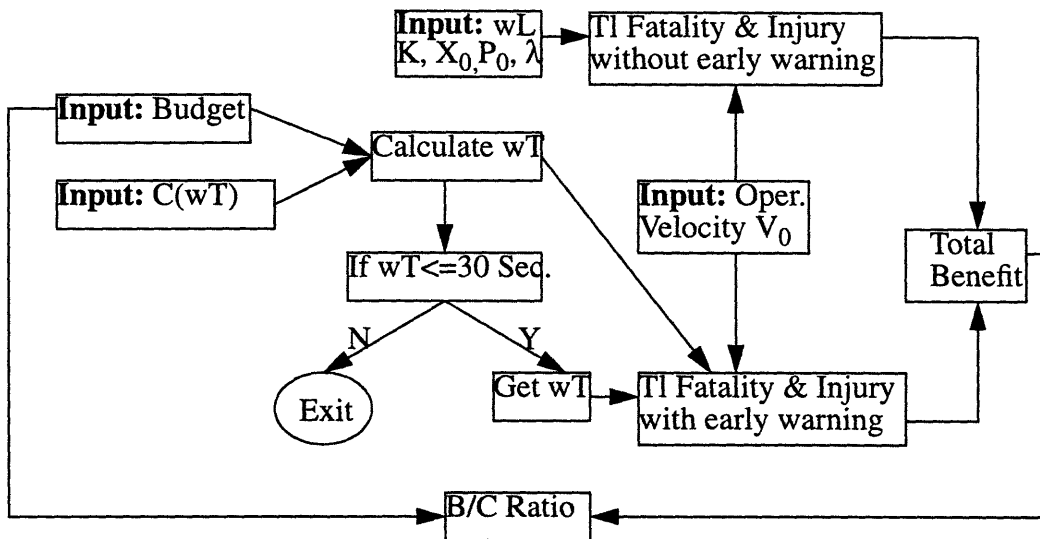 Input: wL
K, X₀,P₀, λ
Tl Fatality & Injury
without early warning
Input: Budget
Calculate wT
Input: C(wT)
Input: Oper.
Velocity V₀
Total
Benefit
If wT<=30 Sec.
N
Y
Exit
Get wT
Tl Fatality & Injury
with early warning
B/C Ratio